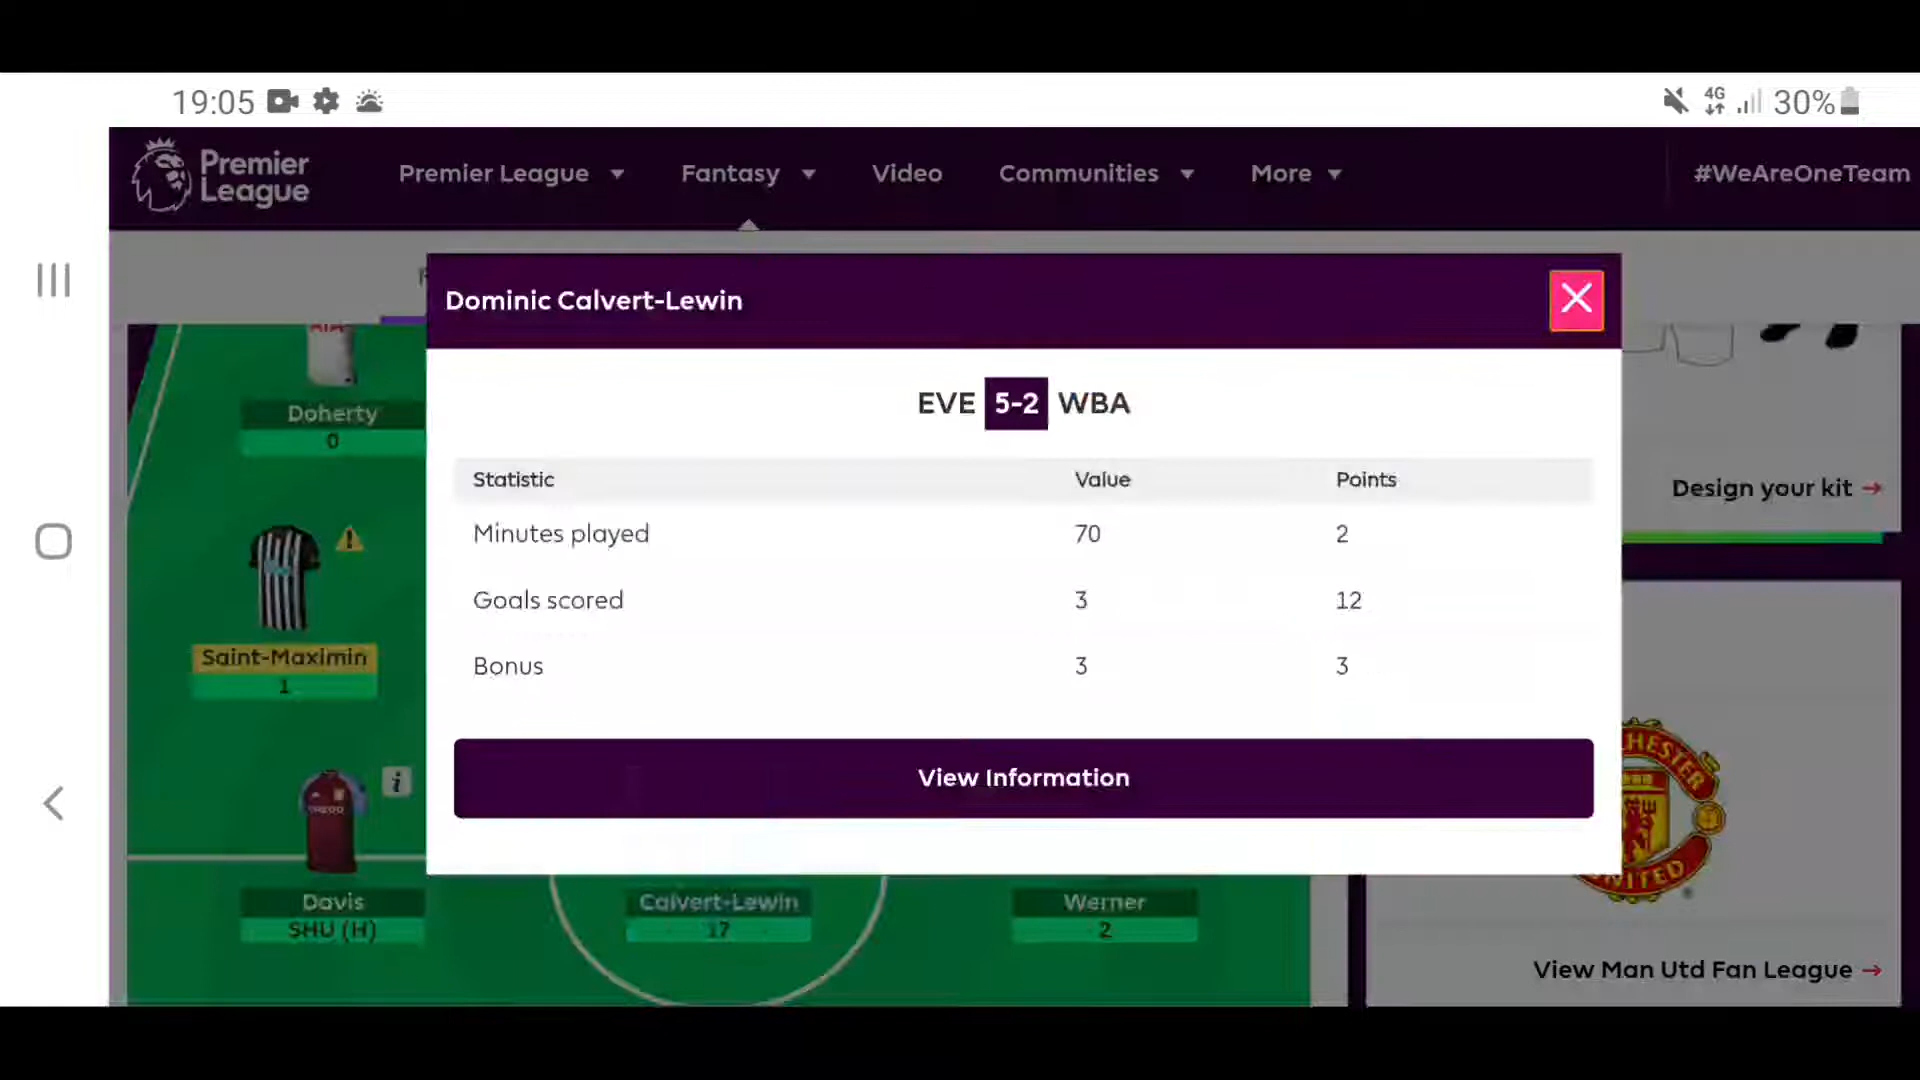 19:05
4G
30%
Premier League
Premier League
Fantasy
Video
Communities
More
#WeAreOneTeam
Dominic Calvert-Lewin
EVE 5-2 WBA
Statistic Value Points
Minutes played 70 2
Goals scored 3 12
Bonus 3 3
View Information
Doherty
0
Saint-Maximin
1
Davis
SHU (H)
Calvert-Lewin
17
Werner
2
Design your kit →
UNITED
View Man Utd Fan League →